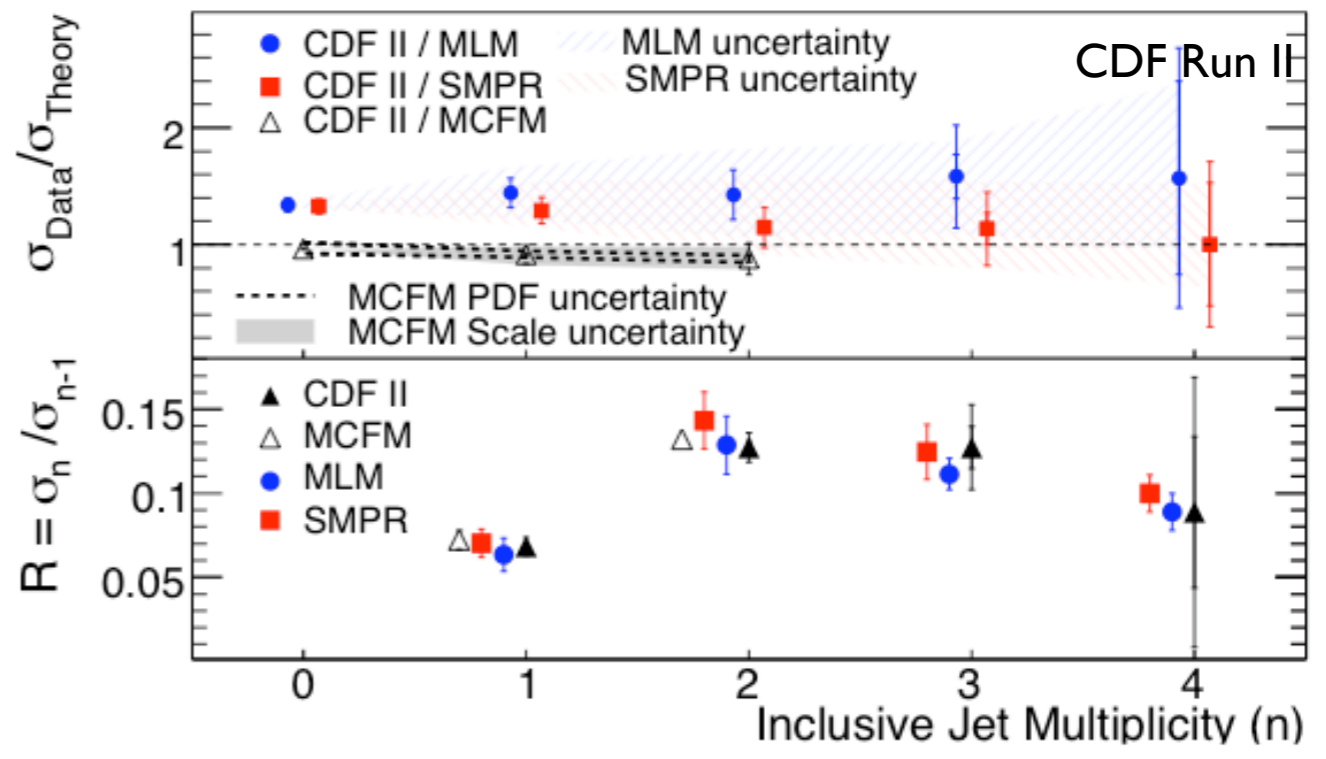 σData/σTheory
CDF II / MLM
CDF II / SMPR
CDF II / MCFM
MLM uncertainty
SMPR uncertainty
CDF Run II
2
1
MCFM PDF uncertainty
MCFM Scale uncertainty
R = σn /σn-1
CDF II
MCFM
MLM
SMPR
0.15
0.1
0.05
0 1 2 3 4
Inclusive Jet Multiplicity (n)